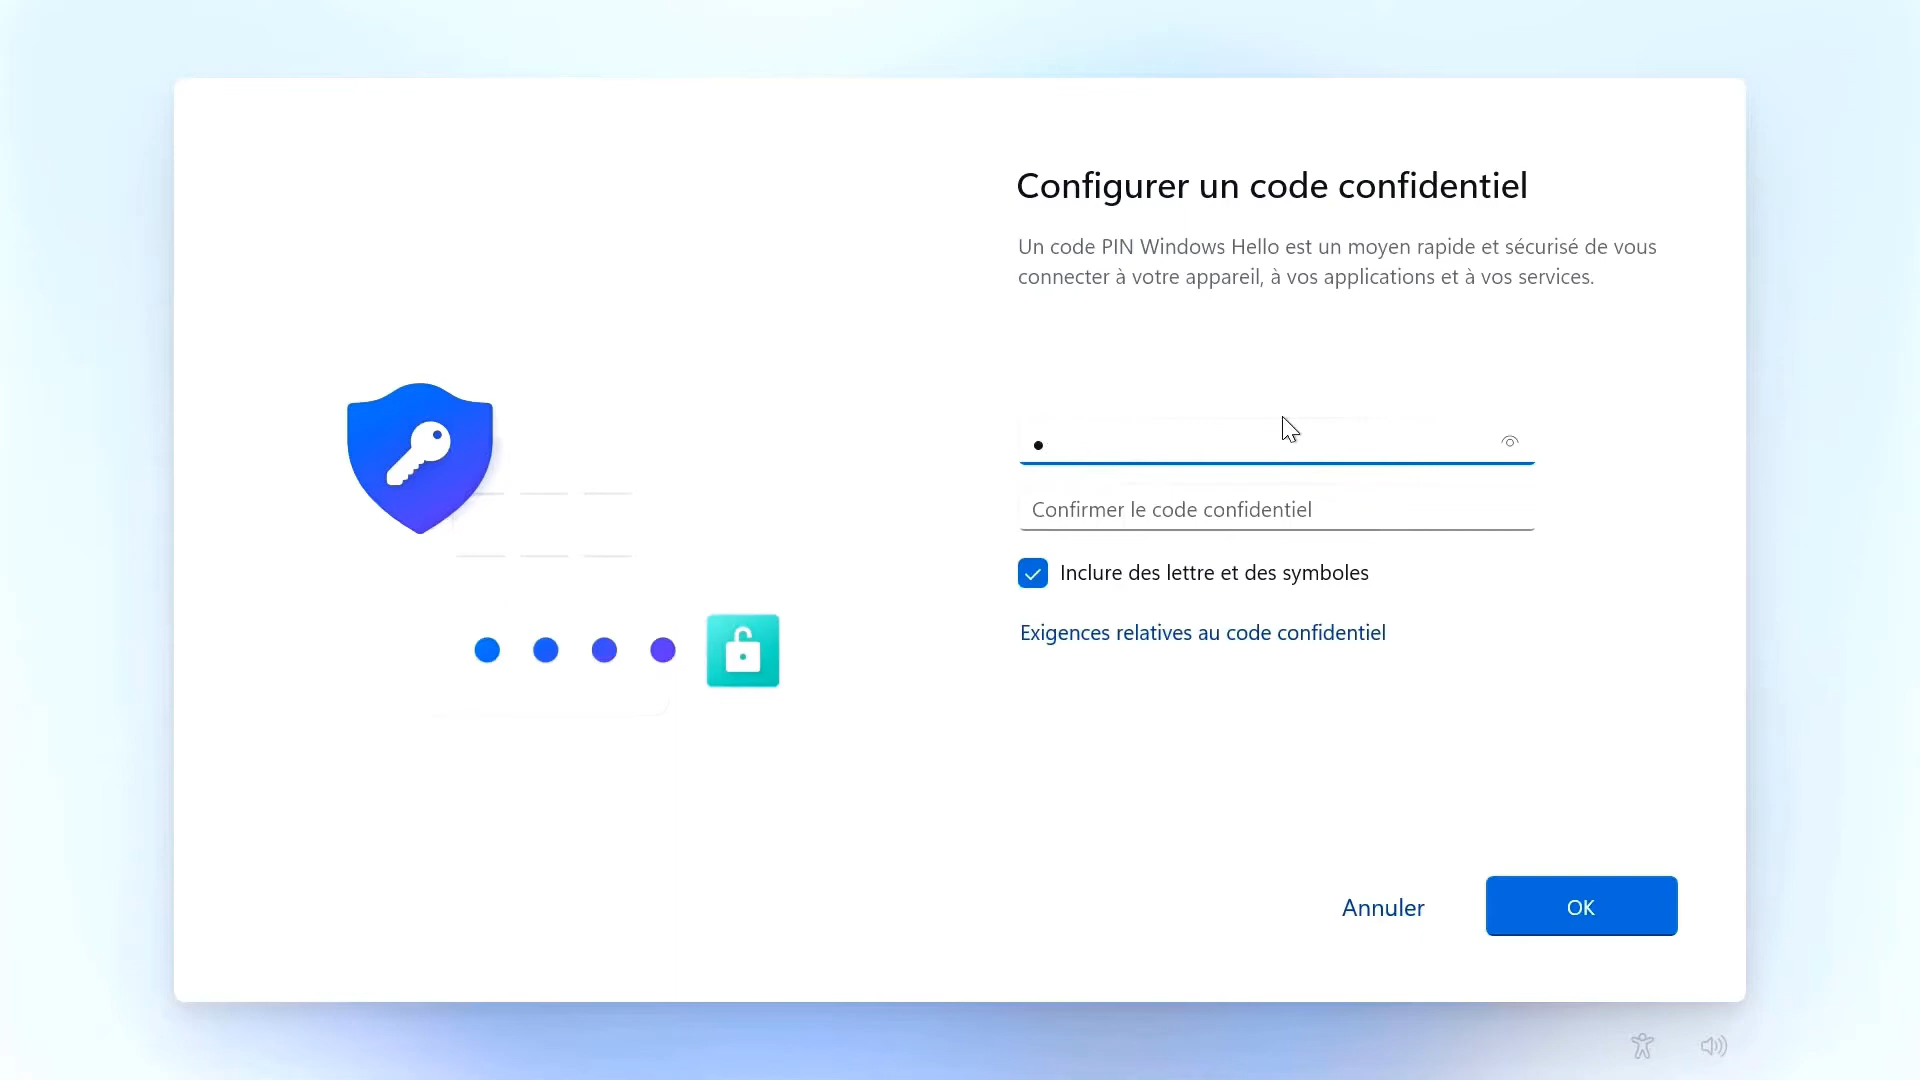 Configurer un code confidentiel
Un code PIN Windows Hello est un moyen rapide et sécurisé de vous
connecter à votre appareil, à vos applications et à vos services.
●
Confirmer le code confidentiel
Inclure des lettre et des symboles
Exigences relatives au code confidentiel
Annuler
OK